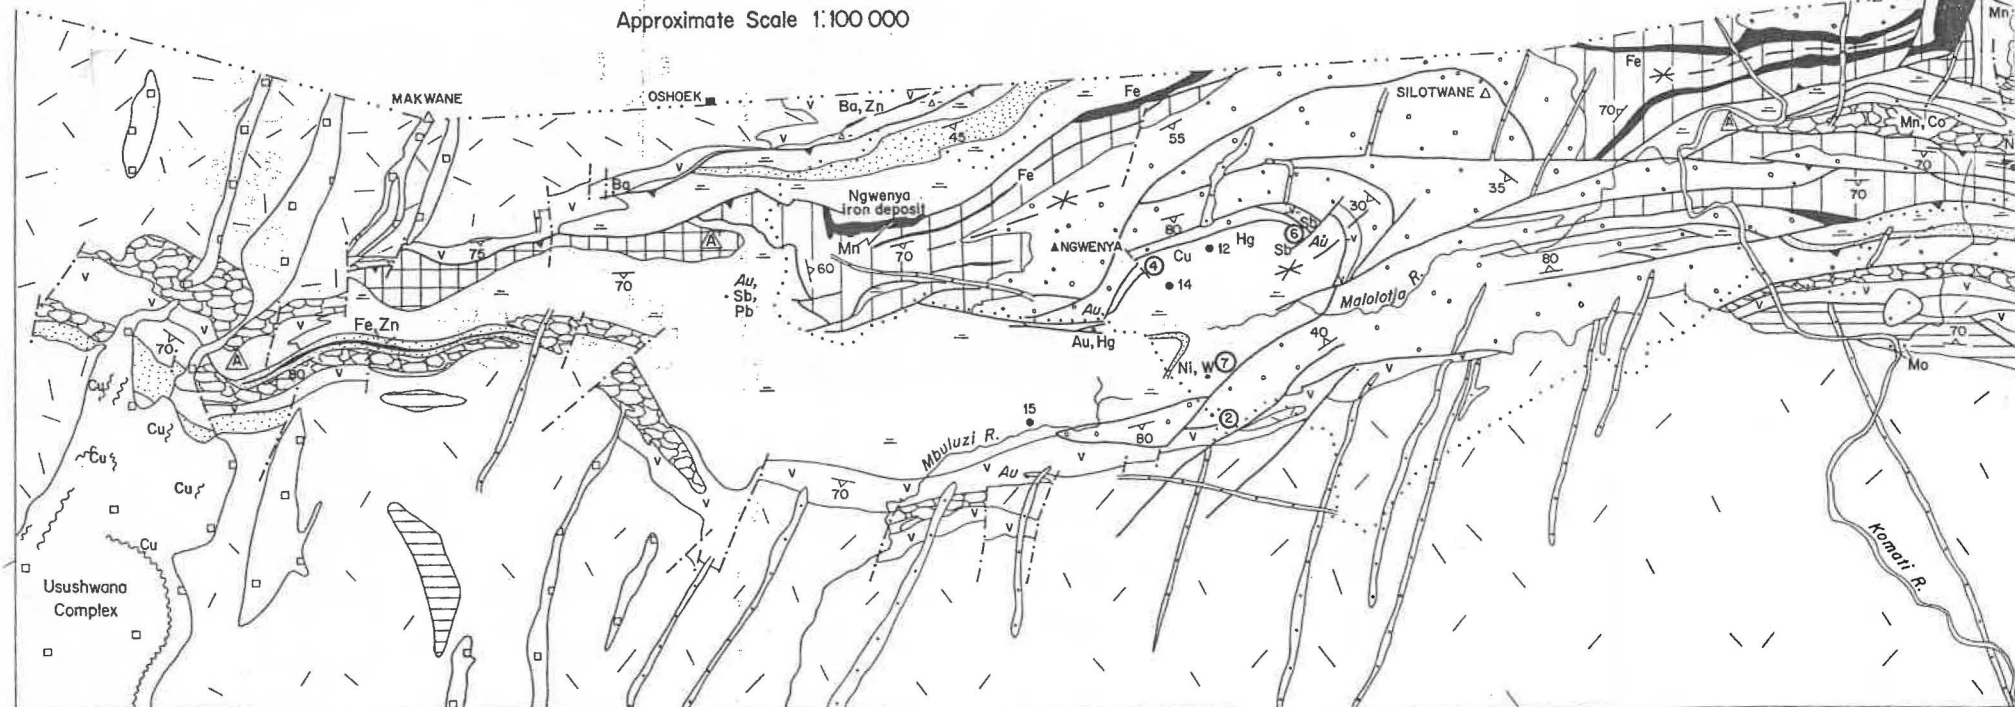 Approximate Scale 1:100 000
Mn
MAKWANE
OSHOEK
Ba, Zn
Fe
Fe
SILOTWANE
45
55
70
Mn, Co
Ba
Fe
Ngwenya
iron deposit
Mn
70
NGWENYA
80
Cu
12
Hg
Sb
6
Sb
Au
30
35
70
70
75
A
A
60
70
Au,
Sb,
Pb
4
14
Au
Malolotja R.
80
Fe, Zn
Au, Hg
40
70
A
80
Ni, W
7
70
Mo
Cu
Cu
Cu
Cu
Cu
15
Mbuluzi R.
80
2
Au
70
Komati R.
Usushwana
Complex
v